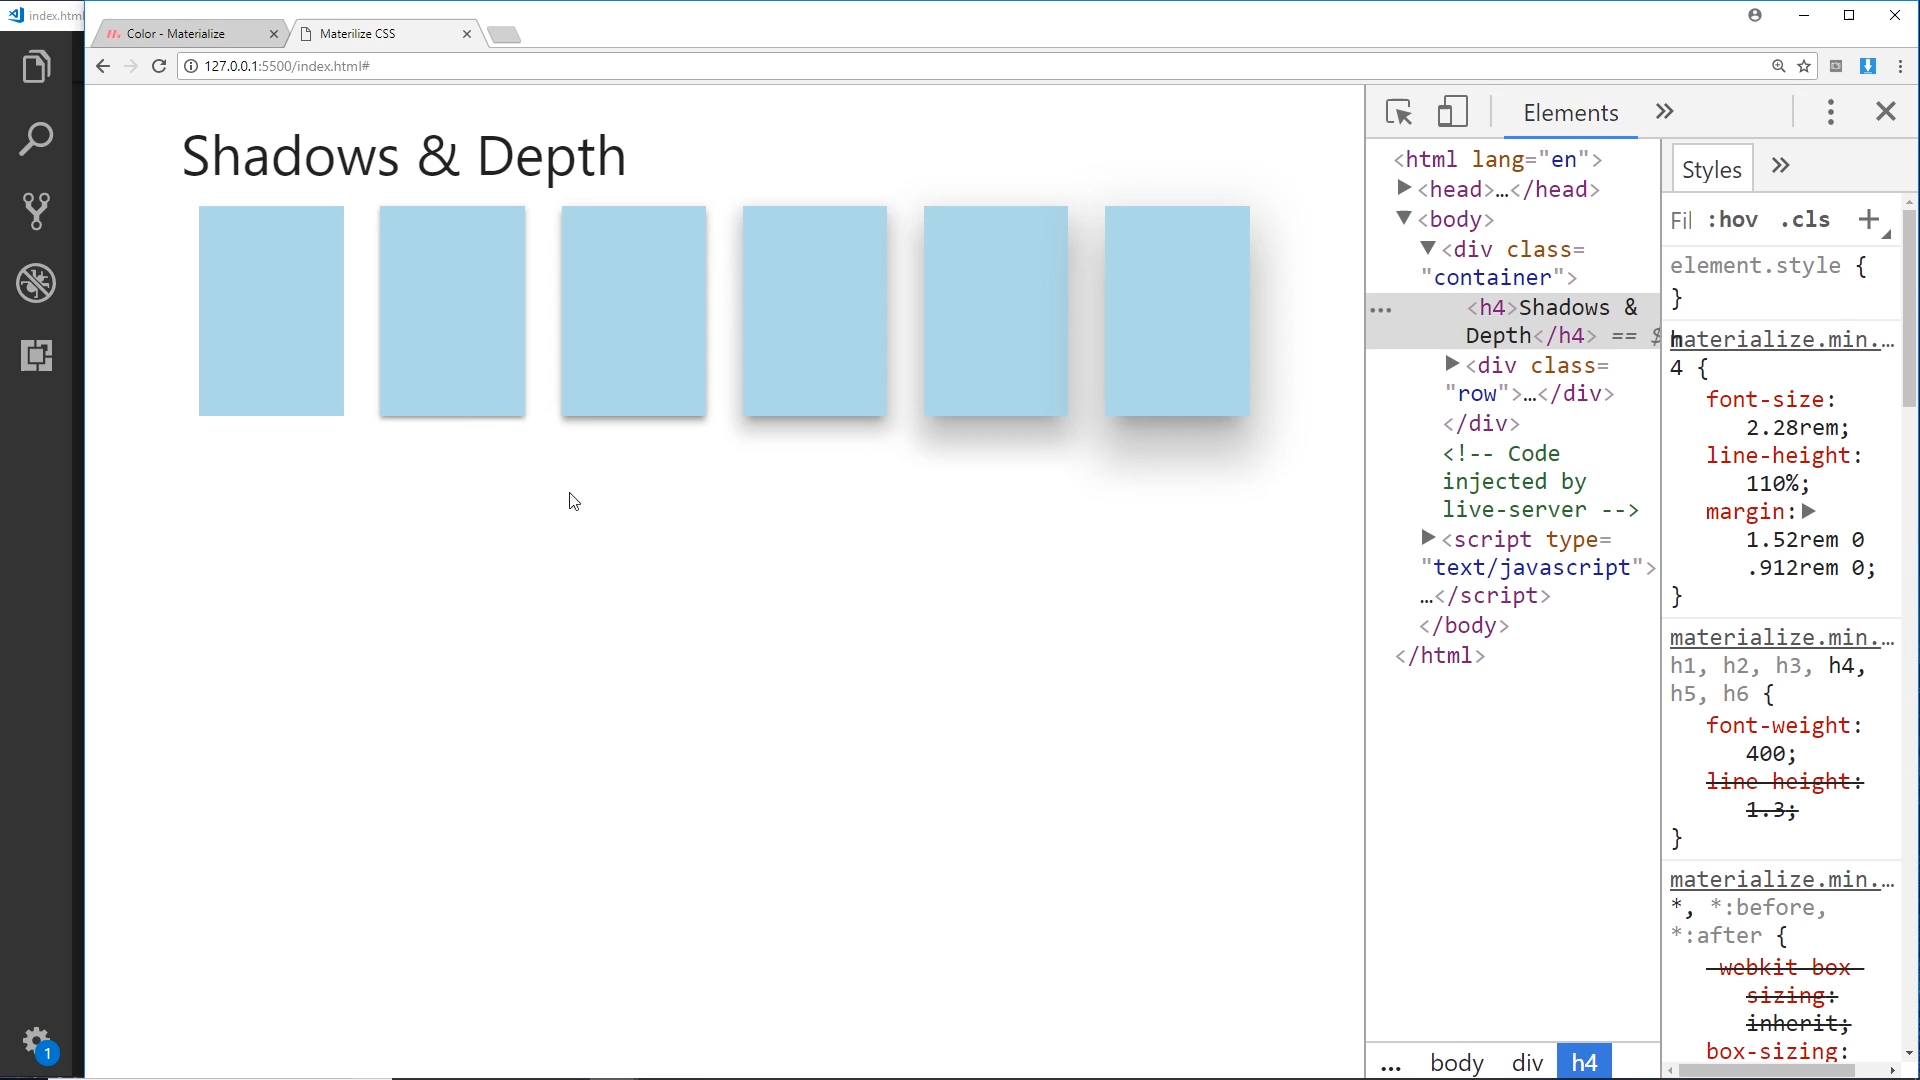 index.html
Color - Materialize
Materilize CSS
127.0.0.1:5500/index.html#
Shadows & Depth
Elements
<html lang="en">
<head>…</head>
<body>
<div class=
"container">
<h4>Shadows &
Depth</h4> == $
<div class=
"row">…</div>
</div>
<!-- Code
injected by
live-server -->
<script type=
"text/javascript">
…</script>
</body>
</html>
... body div h4
Styles
Fil :hov .cls +
element.style {
}
materialize.min.…
h
4 {
font-size:
2.28rem;
line-height:
110%;
margin:
1.52rem 0
.912rem 0;
}
materialize.min.…
h1, h2, h3, h4,
h5, h6 {
font-weight:
400;
line-height:
1.3;
}
materialize.min.…
*, *:before,
*:after {
-webkit-box-
sizing:
inherit;
box-sizing:
1